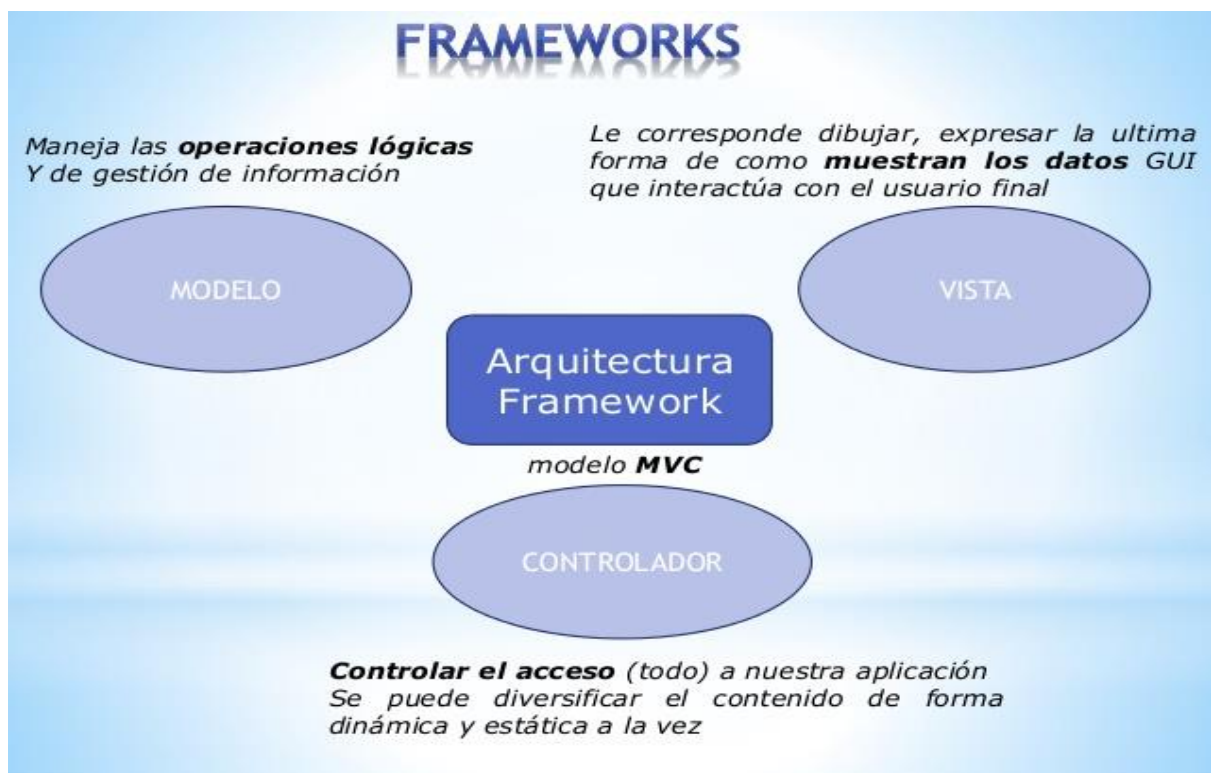 FRAMEWORKS
Maneja las operaciones lógicas
Y de gestión de información
Le corresponde dibujar, expresar la ultima
forma de como muestran los datos GUI
que interactúa con el usuario final
MODELO
VISTA
Arquitectura
Framework
modelo MVC
CONTROLADOR
Controlar el acceso (todo) a nuestra aplicación
Se puede diversificar el contenido de forma
dinámica y estática a la vez